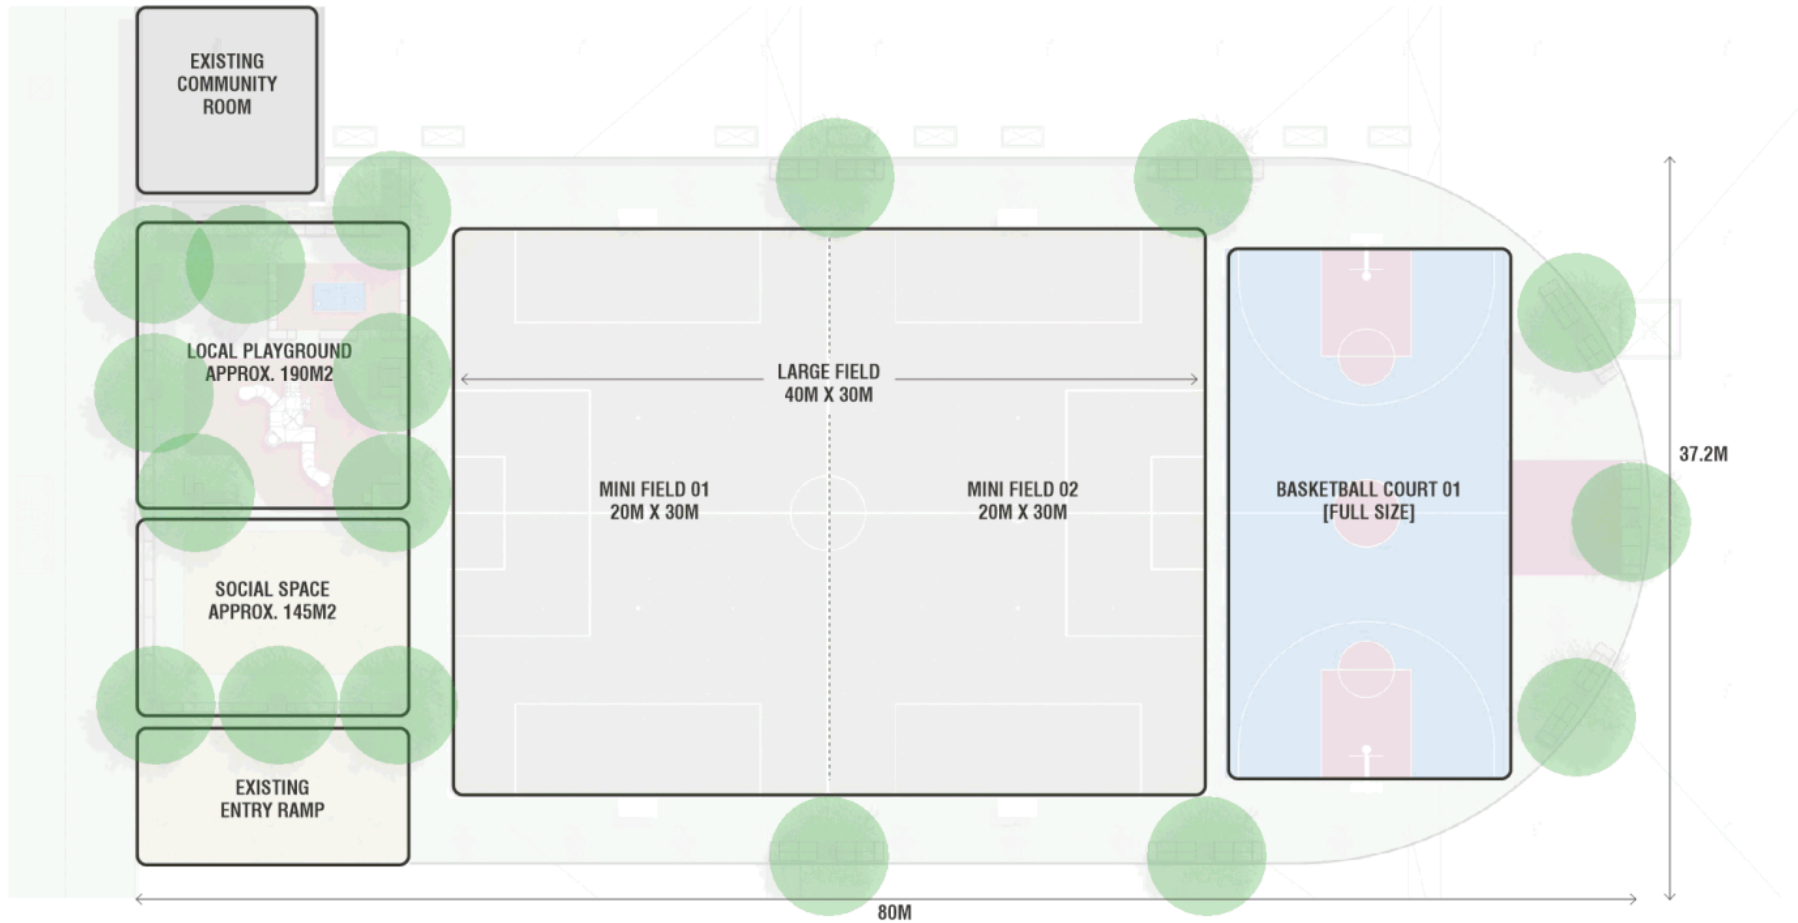 EXISTING
COMMUNITY
ROOM
LOCAL PLAYGROUND
APPROX. 190M2
LARGE FIELD
40M X 30M
MINI FIELD 01
20M X 30M
MINI FIELD 02
20M X 30M
BASKETBALL COURT 01
[FULL SIZE]
37.2M
SOCIAL SPACE
APPROX. 145M2
EXISTING
ENTRY RAMP
80M